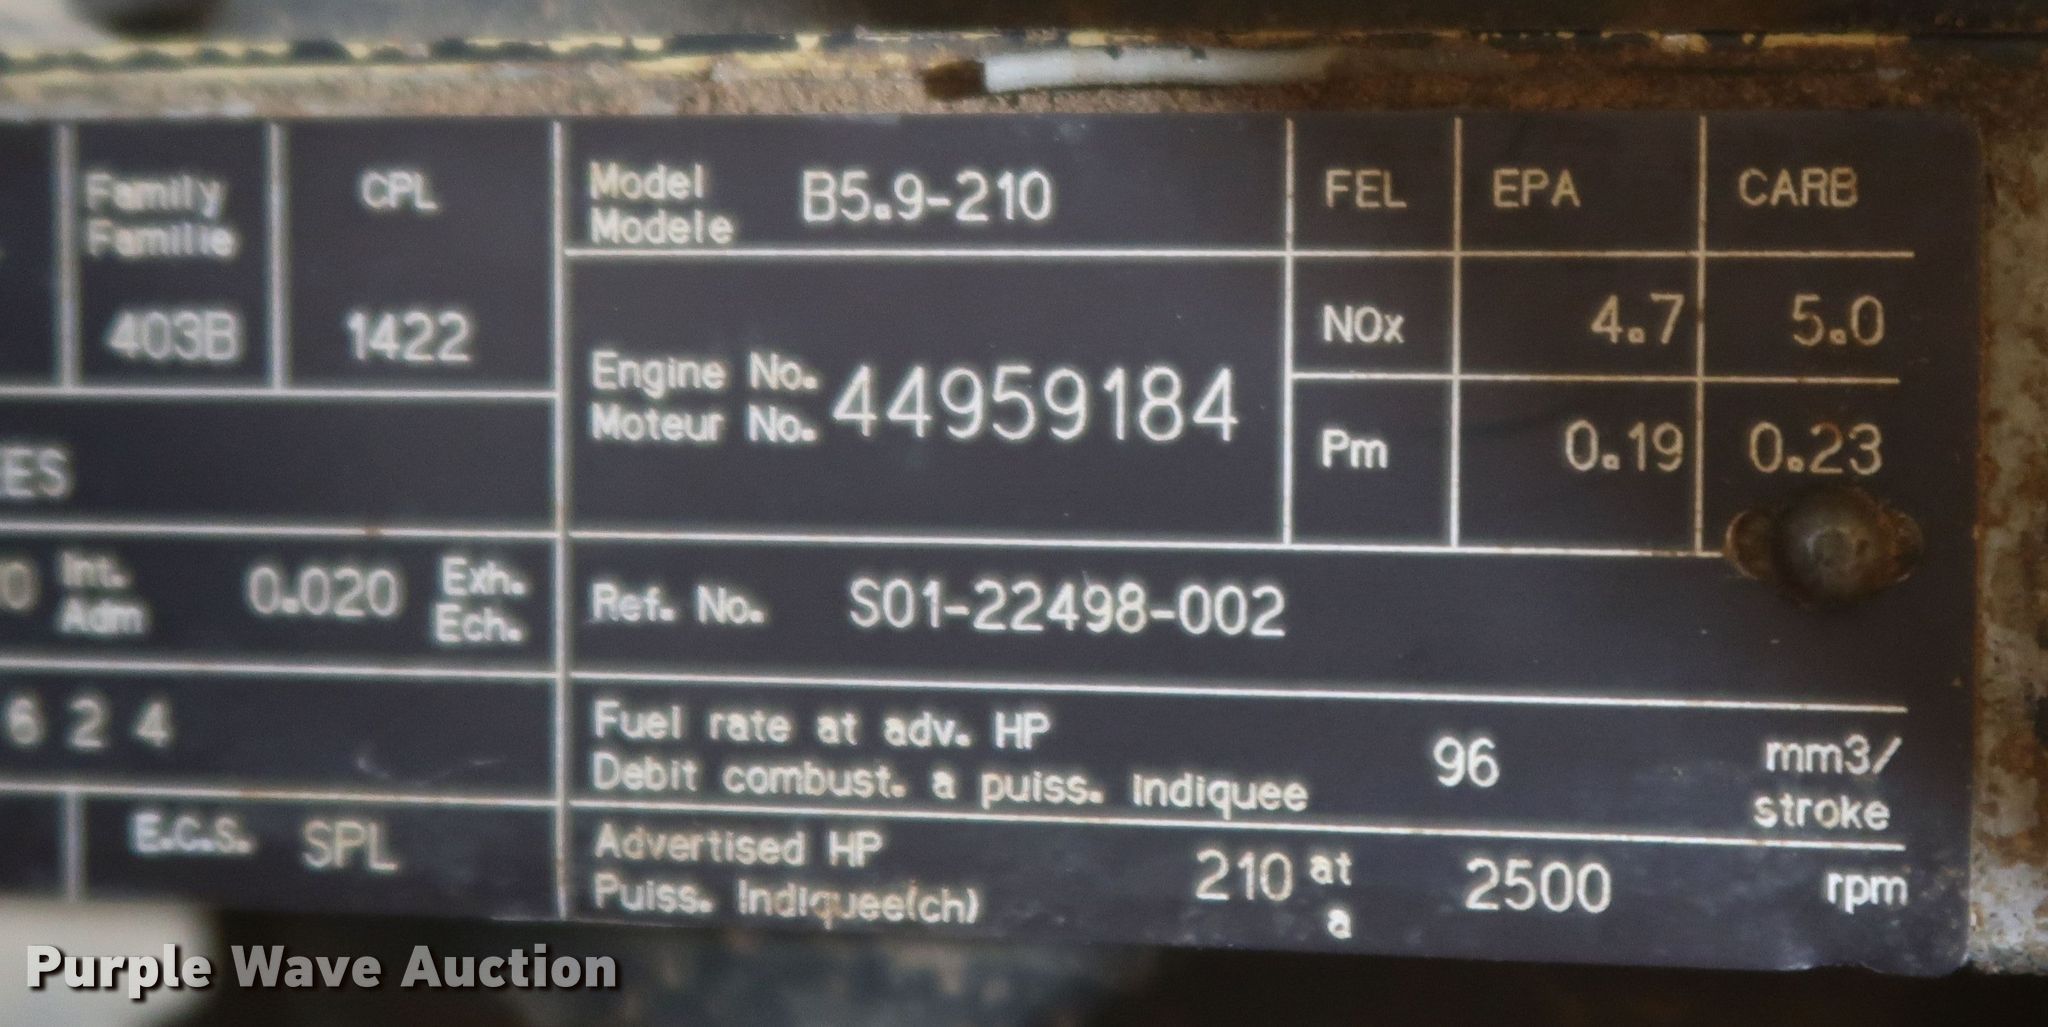 Family
Familie
403B
CPL
1422
ES
0 Int.
Adm
0.020 Exh.
Ech.
6 2 4
E.C.S. SPL
Model
Modele
B5.9-210
Engine No.
Moteur No.
44959184
FEL EPA CARB
NOx 4.7 5.0
Pm 0.19 0.23
Ref. No. S01-22498-002
Fuel rate at adv. HP
Debit combust. a puiss. indiquee
96 mm3/
stroke
Advertised HP
Puiss. Indiquee(ch)
210 at
a
2500 rpm
Purple Wave Auction